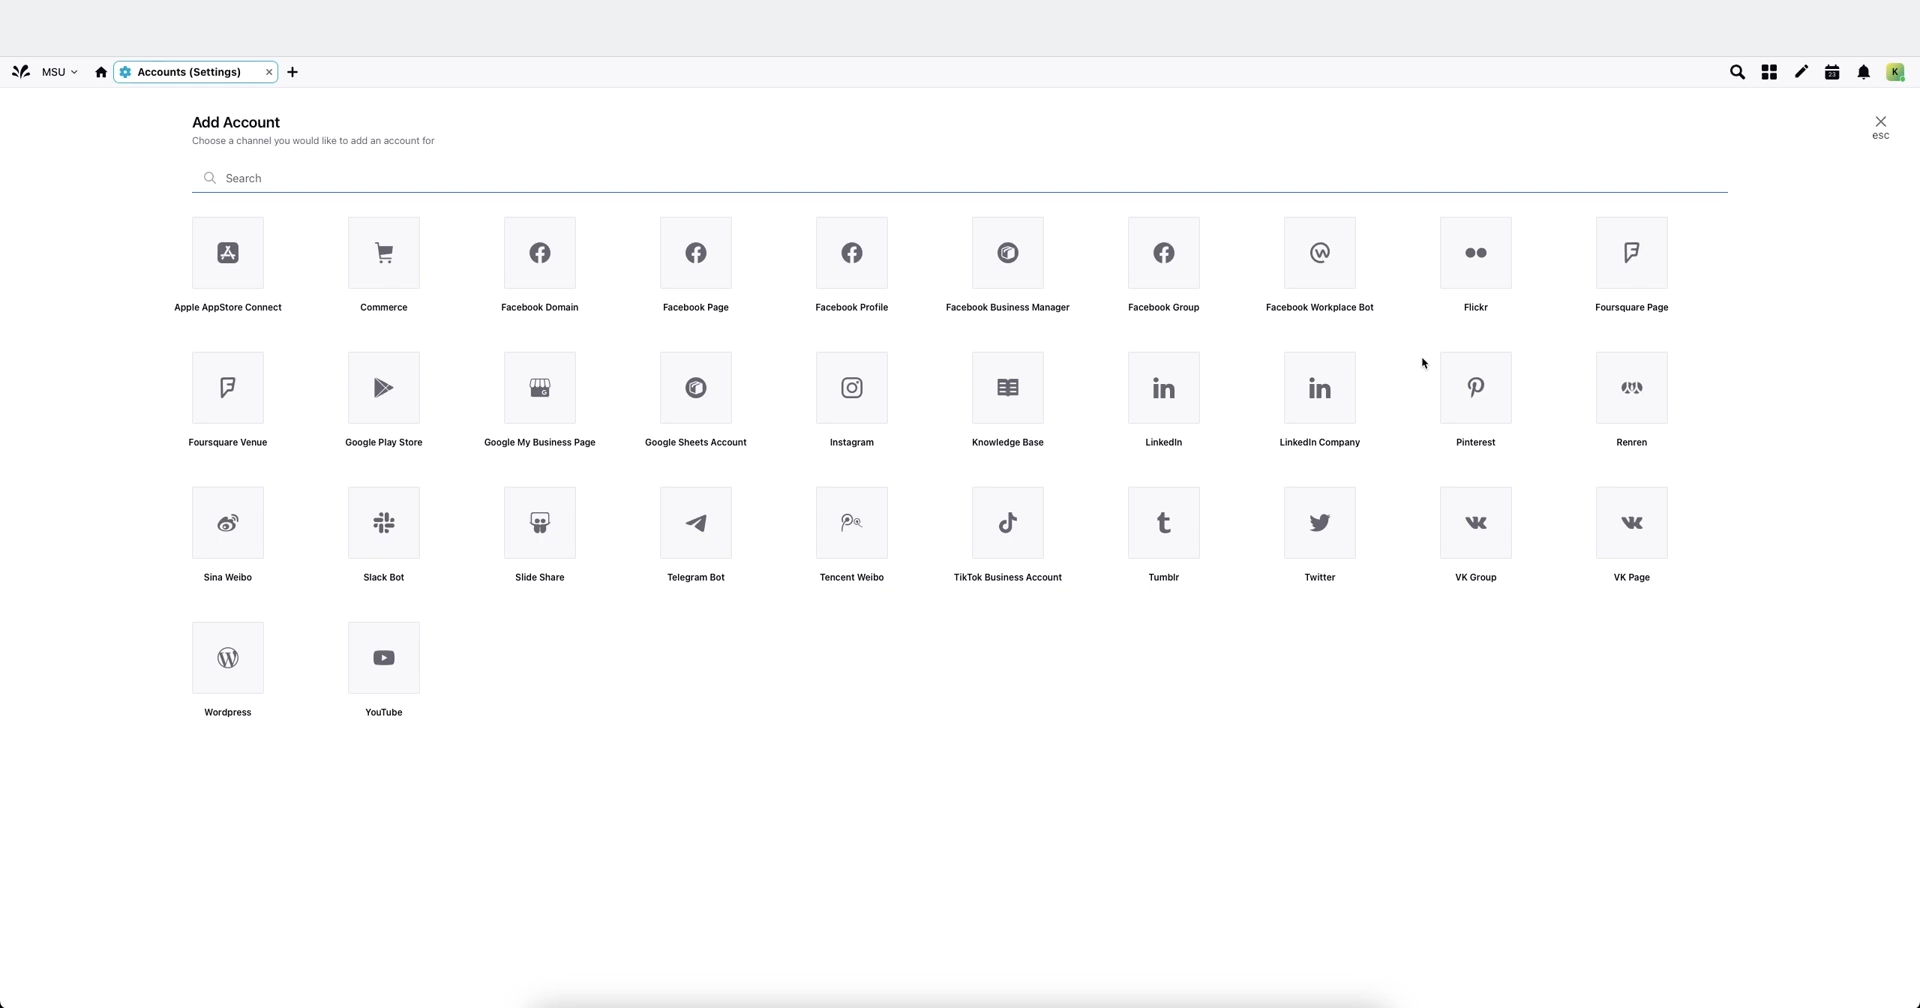 MSU
Accounts (Settings)
23
K
Add Account
Choose a channel you would like to add an account for
esc
Search
Apple AppStore Connect
Commerce
Facebook Domain
Facebook Page
Facebook Profile
Facebook Business Manager
Facebook Group
Facebook Workplace Bot
Flickr
Foursquare Page
Foursquare Venue
Google Play Store
Google My Business Page
Google Sheets Account
Instagram
Knowledge Base
LinkedIn
LinkedIn Company
Pinterest
Renren
Sina Weibo
Slack Bot
Slide Share
Telegram Bot
Tencent Weibo
TikTok Business Account
Tumblr
Twitter
VK Group
VK Page
Wordpress
YouTube